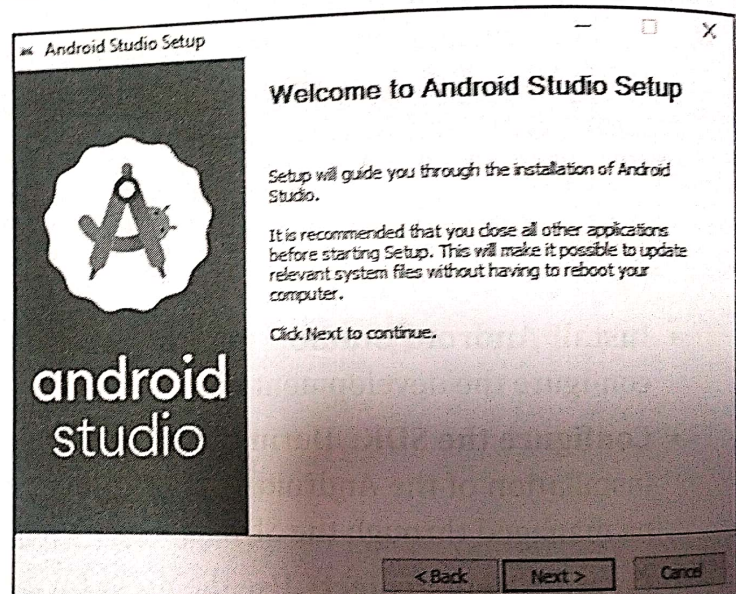 Android Studio Setup
Welcome to Android Studio Setup
Setup will guide you through the installation of Android
Studio.
It is recommended that you close all other applications
before starting Setup. This will make it possible to update
relevant system files without having to reboot your
computer.
Click Next to continue.
android
studio
< Back
Next >
Cancel